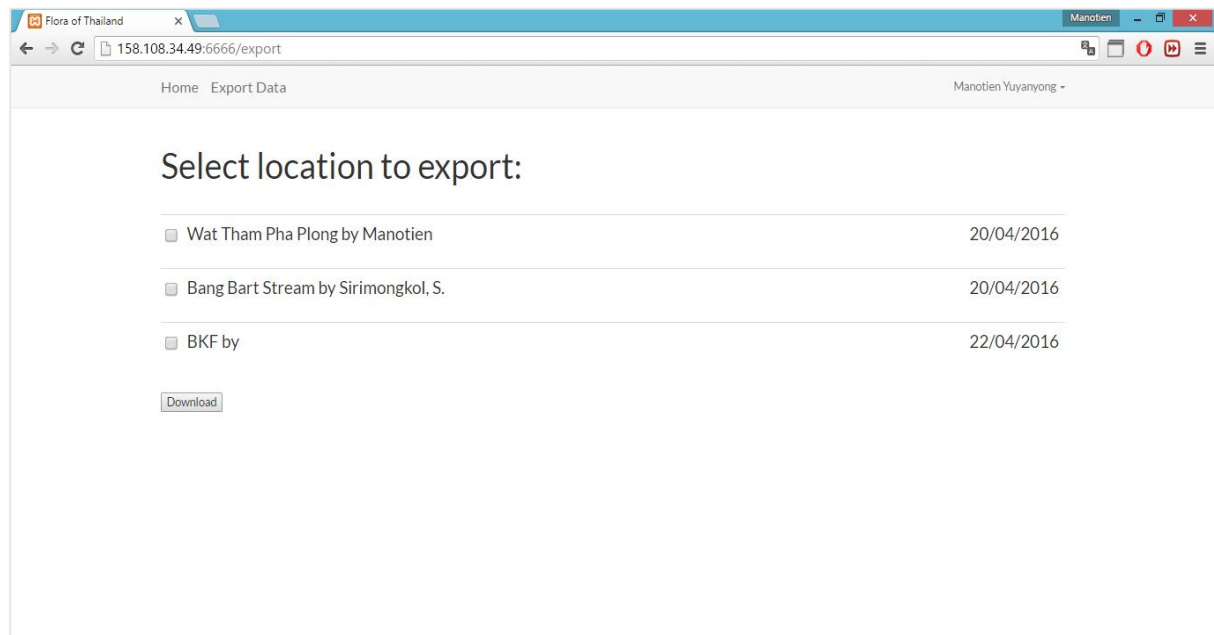 Flora of Thailand
Manotien
158.108.34.49:6666/export
Home Export Data Manotien Yuyanyong
Select location to export:
Wat Tham Pha Plong by Manotien 20/04/2016
Bang Bart Stream by Sirimongkol, S. 20/04/2016
BKF by 22/04/2016
Download